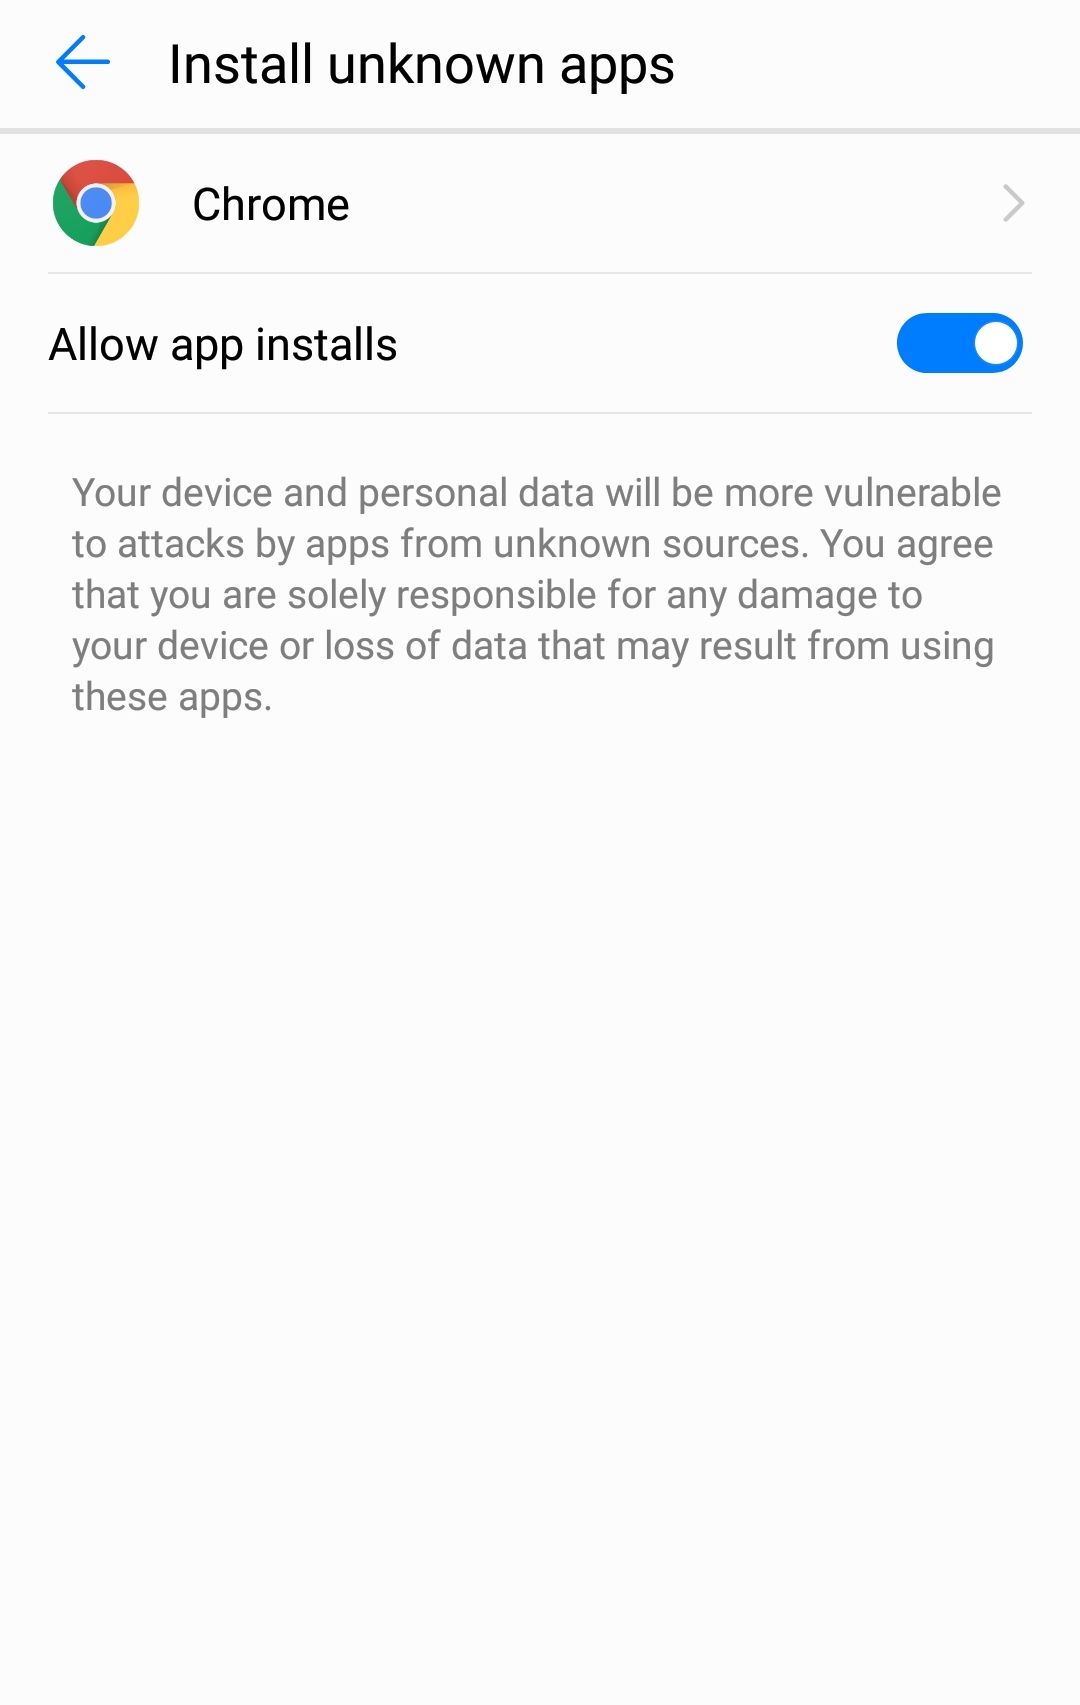 Install unknown apps
Chrome
Allow app installs
Your device and personal data will be more vulnerable
to attacks by apps from unknown sources. You agree
that you are solely responsible for any damage to
your device or loss of data that may result from using
these apps.